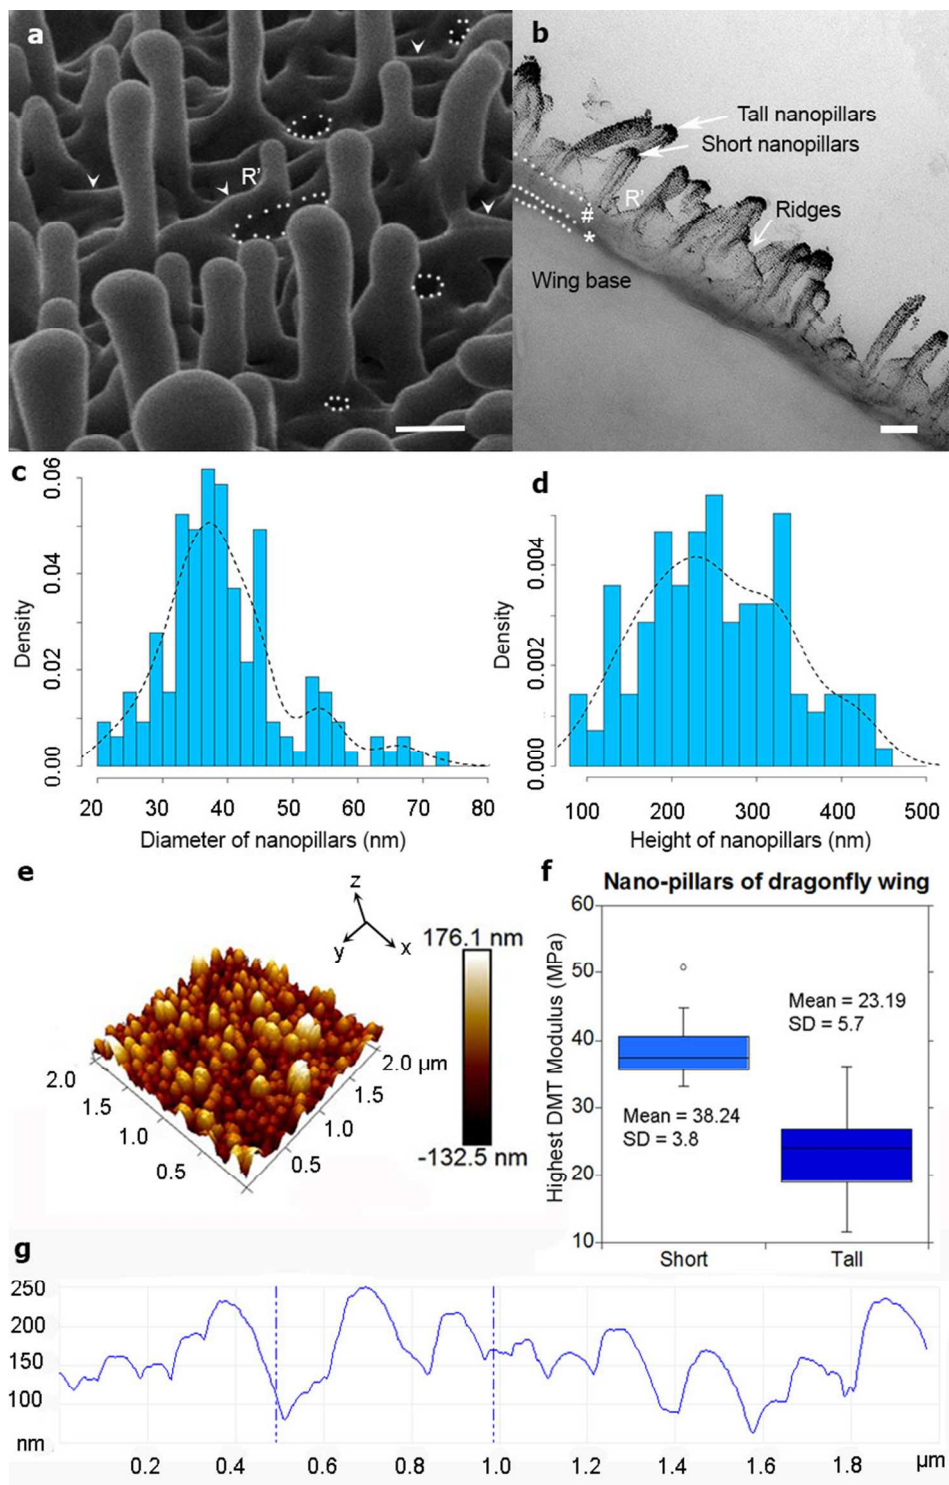 a
R'
b
Tall nanopillars
Short nanopillars
R'
#
Ridges
*
Wing base
c
0.06
0.04
0.02
0.00
Density
20 30 40 50 60 70 80
Diameter of nanopillars (nm)
d
0.004
0.002
0.000
Density
100 200 300 400 500
Height of nanopillars (nm)
e
z
y
x
176.1 nm
-132.5 nm
2.0
1.5
1.0
0.5
2.0 µm
1.5
1.0
0.5
f
Nano-pillars of dragonfly wing
Highest DMT Modulus (MPa)
60
50
40
30
20
10
Mean = 23.19
SD = 5.7
Mean = 38.24
SD = 3.8
Short Tall
g
250
200
150
100
nm
0.2 0.4 0.6 0.8 1.0 1.2 1.4 1.6 1.8 µm